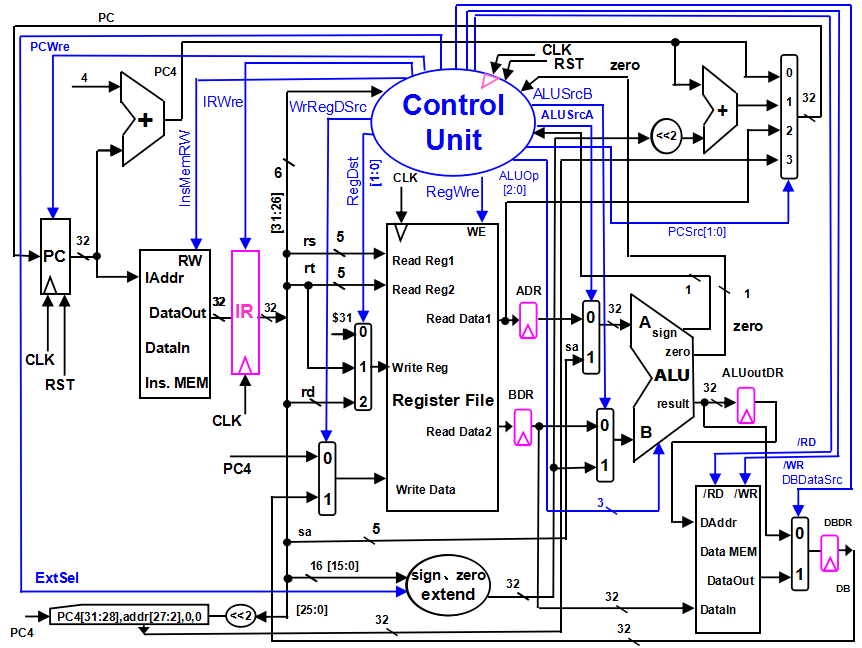 PC
PCWre
4
PC4
+
IRWre
InsMemRW
6
[31:26]
WrRegDSrc
RegDst
[1:0]
Control
Unit
CLK
RST
zero
ALUSrcB
ALUSrcA
ALUOp
[2:0]
RegWre
CLK
<<2
+
0
1
2
3
32
PCSrc[1:0]
PC
32
CLK
RST
RW
IAddr
DataOut
DataIn
Ins. MEM
32
IR
32
CLK
rs
5
rt
5
$31
rd
0
1
2
WE
Read Reg1
Read Reg2
Read Data1
Write Reg
Register File
Read Data2
Write Data
PC4
0
1
ADR
BDR
sa
0
1
32
0
1
A
sign
zero
ALU
result
B
1
1
zero
ALUoutDR
32
3
/RD
/WR
DBDataSrc
/RD
/WR
DAddr
Data MEM
DataOut
DataIn
0
1
DBDR
DB
sa
5
16
[15:0]
ExtSel
sign、zero
extend
32
32
PC4
PC4[31:28],addr[27:2],0,0
<<2
[25:0]
32
32